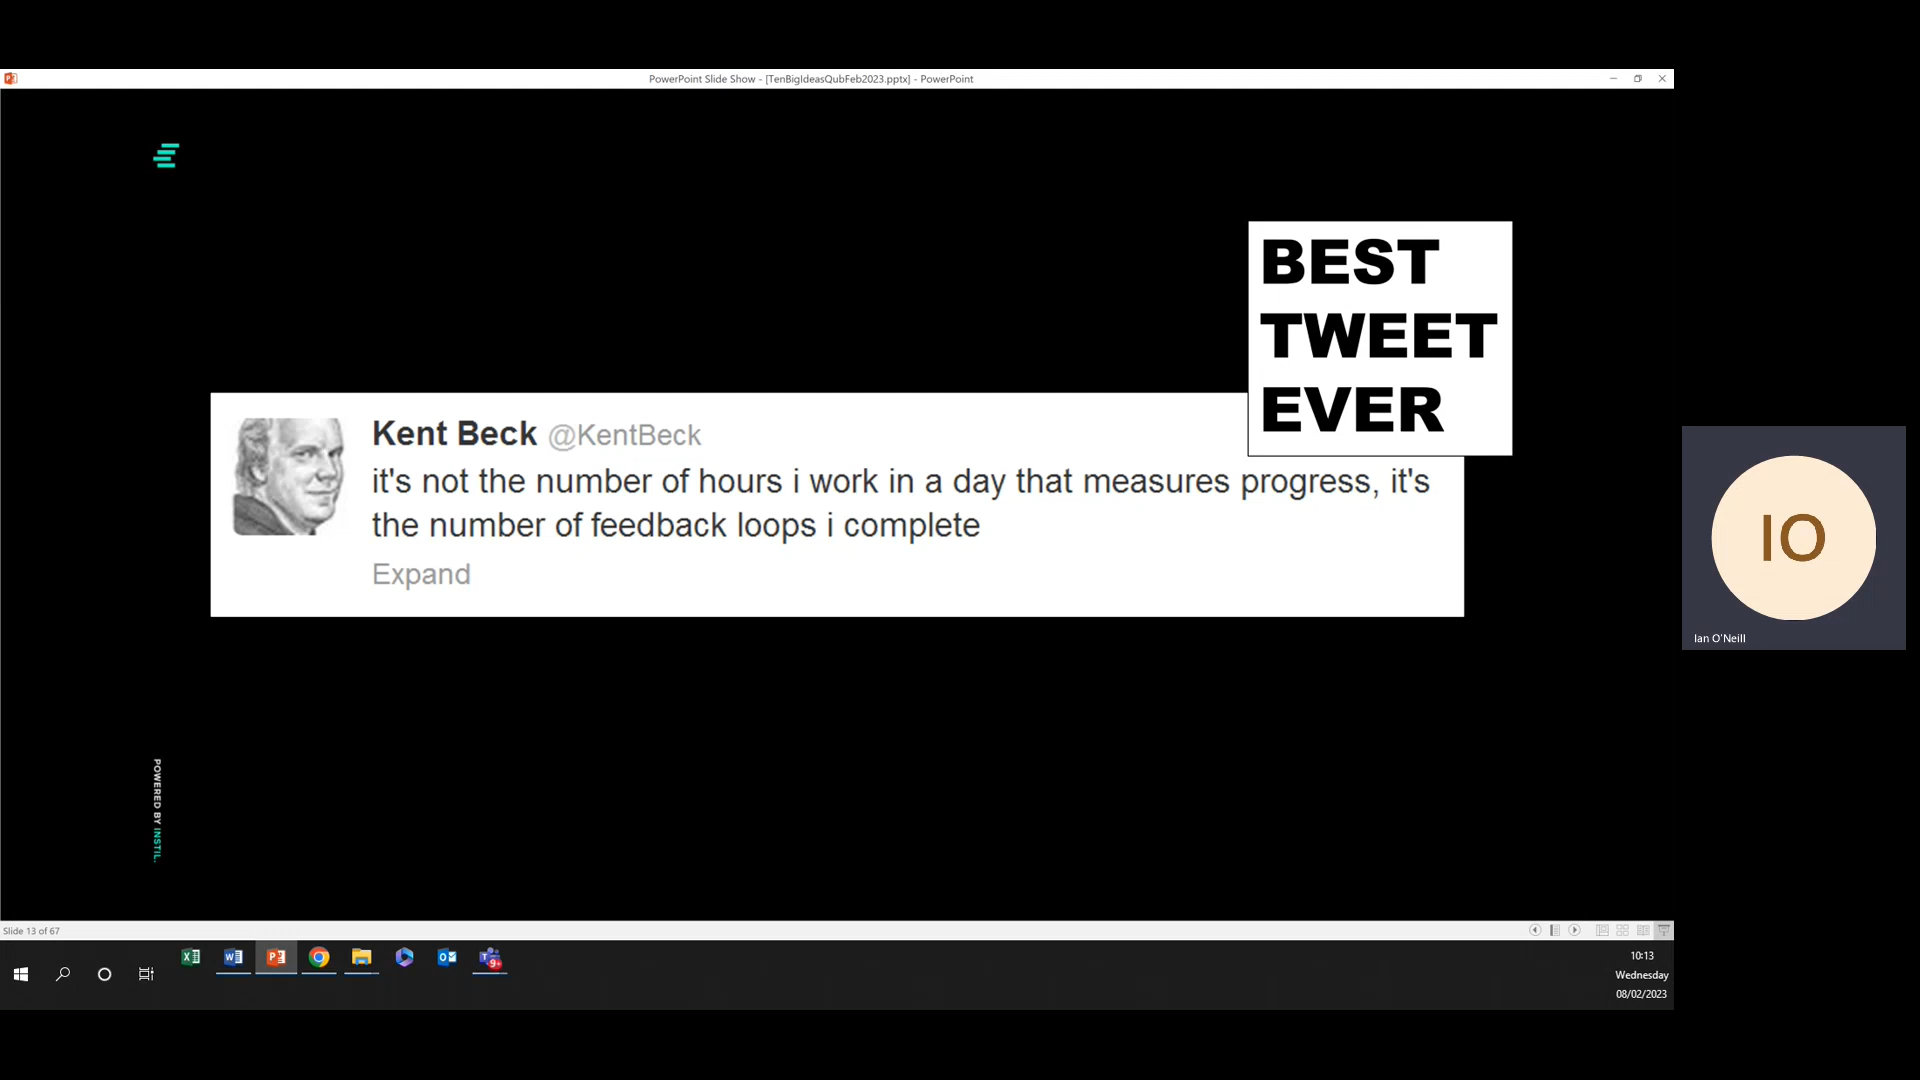 PowerPoint Slide Show - [TenBigIdeasQubFeb2023.pptx] - PowerPoint
BEST
TWEET
EVER
Kent Beck @KentBeck
it's not the number of hours i work in a day that measures progress, it's
the number of feedback loops i complete
Expand
IO
Ian O'Neill
POWERED BY INSTIL.
Slide 13 of 67
9+
10:13
Wednesday
08/02/2023